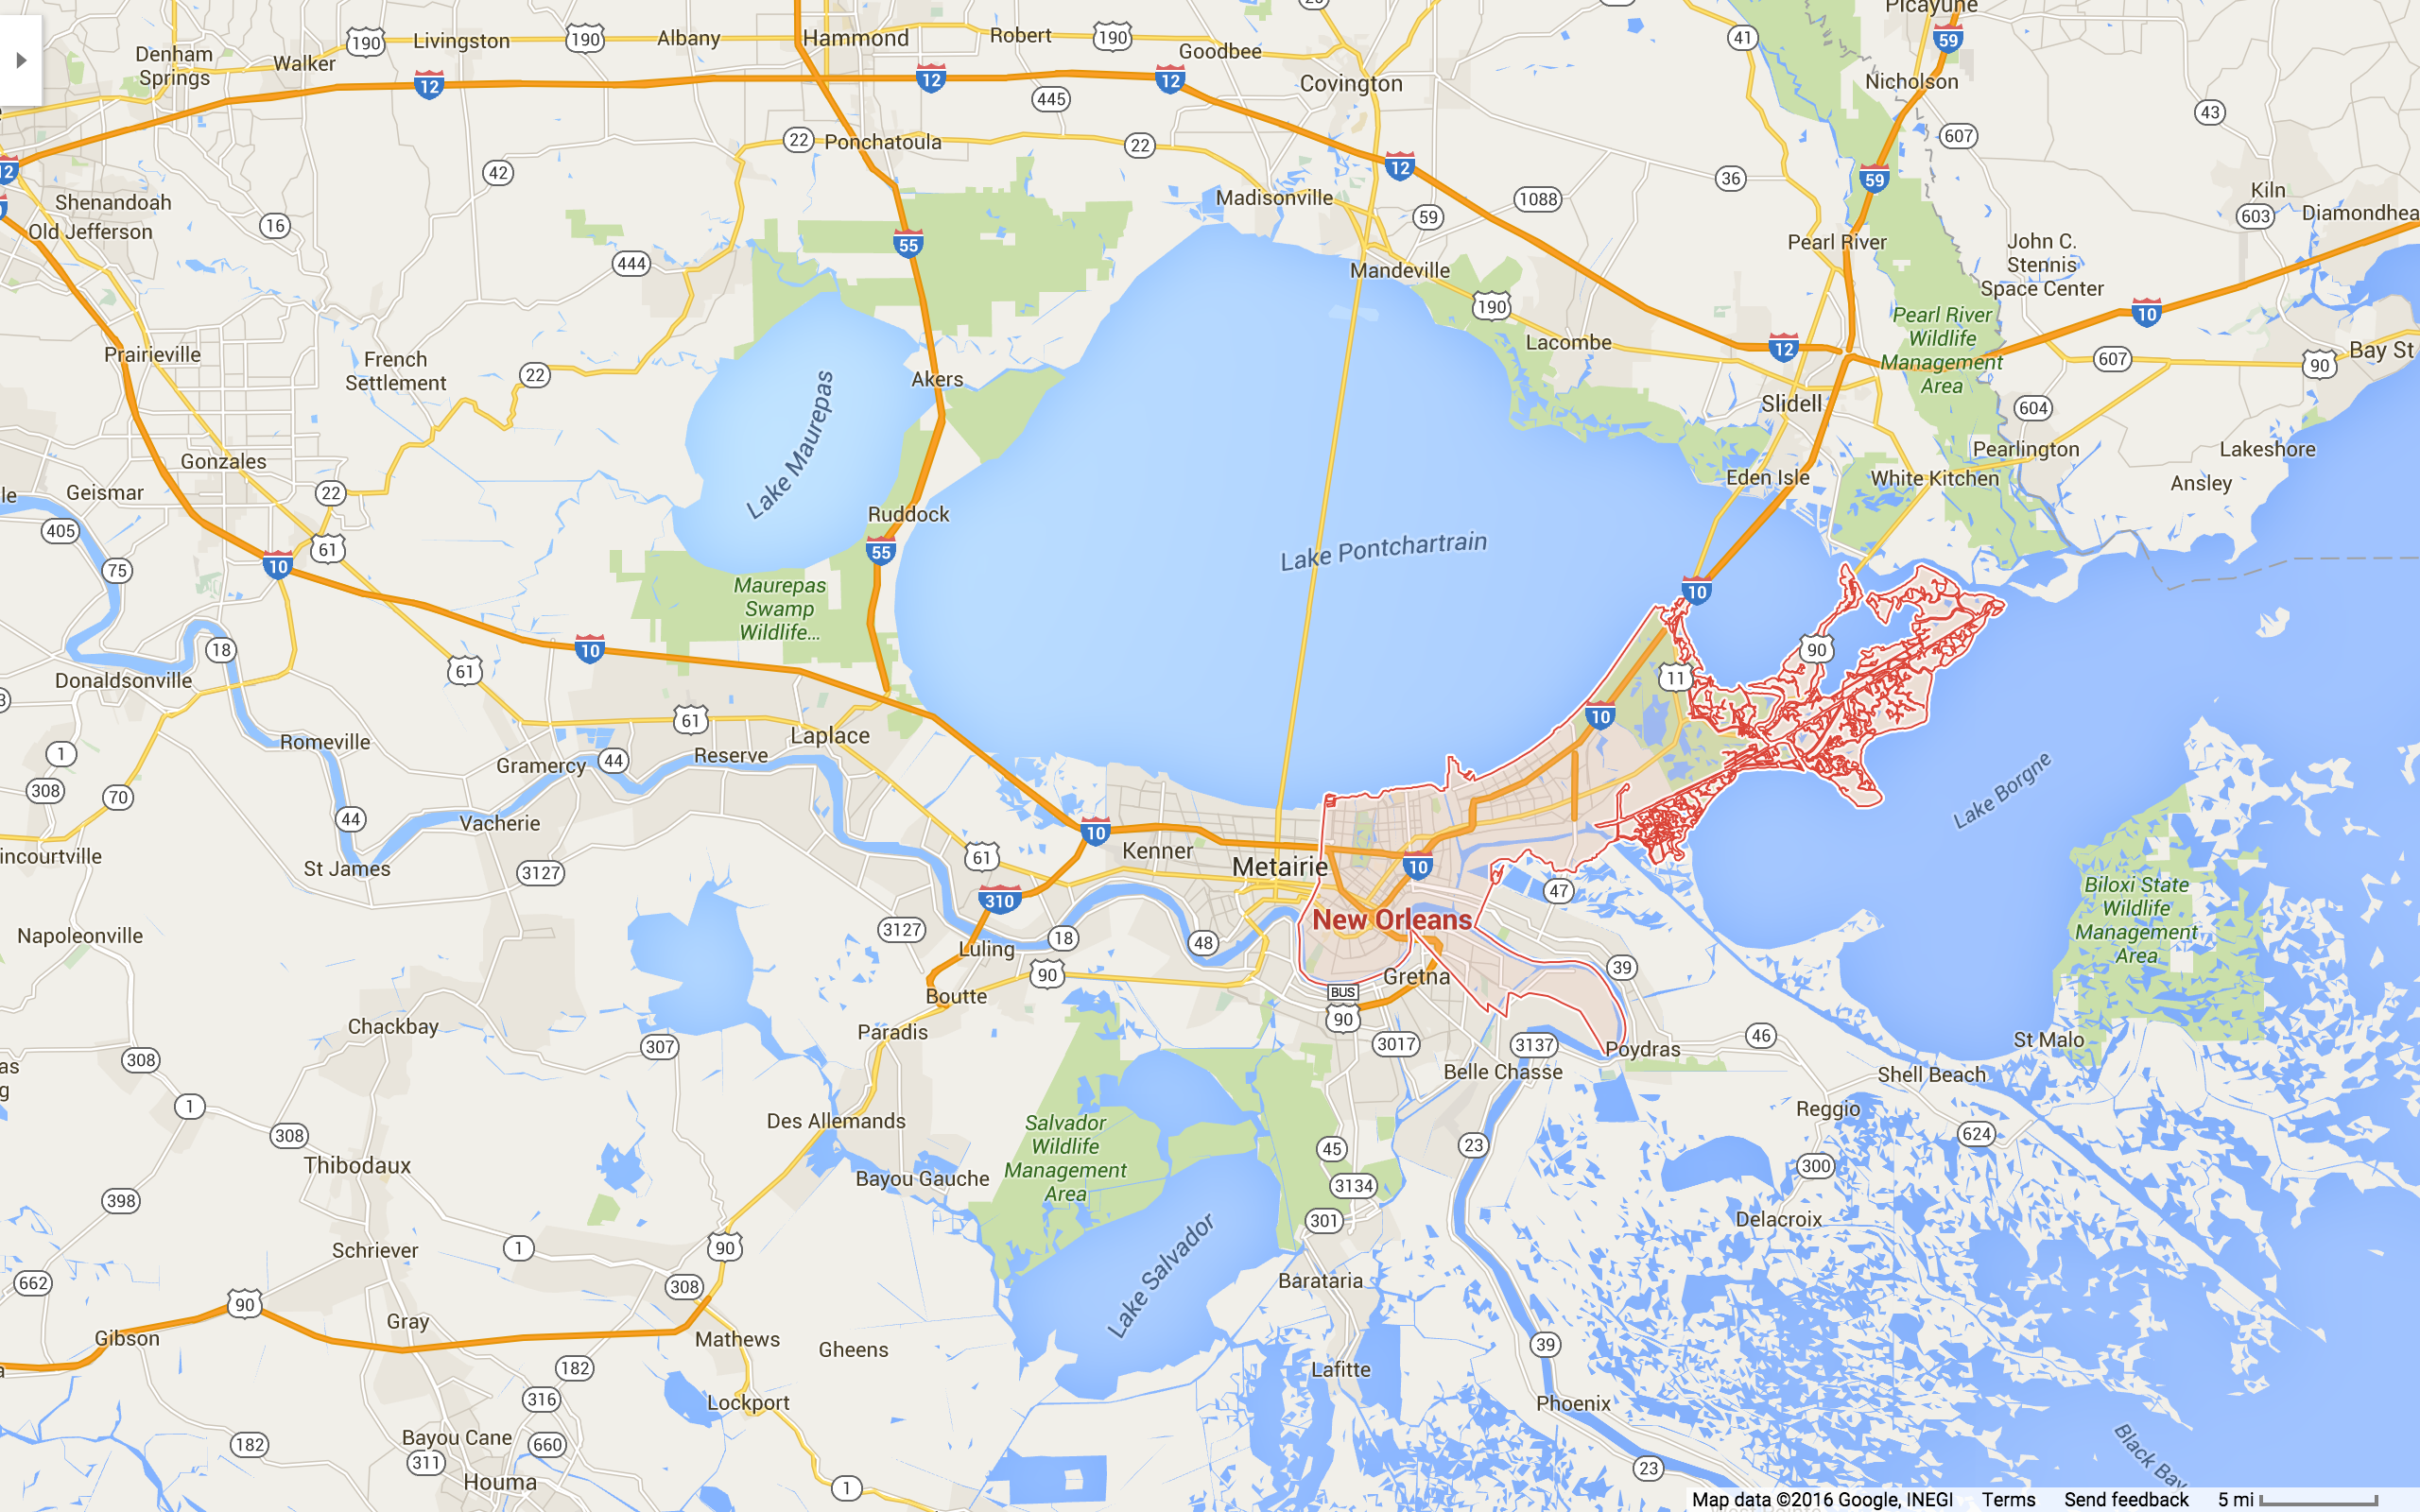 Picayune
41
59
190
Livingston
190
Albany
Hammond
Robert
190
Goodbee
Denham
Springs
Walker
Covington
Nicholson
12
12
12
445
43
607
22
Ponchatoula
22
12
12
42
36
59
Kiln
Shenandoah
Madisonville
1088
59
603
Diamondhea
16
Old Jefferson
55
Pearl River
John C.
Stennis
Space Center
444
Mandeville
190
10
Pearl River
Wildlife
Management
Area
Prairieville
French
Settlement
22
Akers
Lacombe
12
607
90
Bay St
Lake Maurepas
Slidell
604
Gonzales
Pearlington
Lakeshore
Geismar
22
Eden Isle
White Kitchen
Ansley
le
405
Ruddock
61
55
Lake Pontchartrain
75
10
Maurepas
Swamp
Wildlife...
10
18
10
90
Donaldsonville
61
11
61
10
Romeville
Laplace
1
Gramercy
44
Reserve
308
70
44
Vacherie
Lake Borgne
10
incourtville
St James
3127
61
Kenner
Metairie
10
310
47
Biloxi State
Wildlife
Management
Area
Napoleonville
3127
Luling
18
48
New Orleans
39
90
Gretna
Boutte
BUS
90
Chackbay
Paradis
308
307
3017
3137
Poydras
46
St Malo
as
g
Belle Chasse
Shell Beach
1
Des Allemands
Reggio
308
Salvador
Wildlife
Management
Area
45
23
624
Thibodaux
Bayou Gauche
3134
300
398
301
Delacroix
Schriever
1
90
Lake Salvador
662
308
Barataria
90
Gray
Gibson
Mathews
Gheens
39
182
Lafitte
316
Lockport
Phoenix
182
Bayou Cane
660
311
Houma
1
23
Black Bay
Map data ©2016 Google, INEGI Terms Send feedback 5 mi